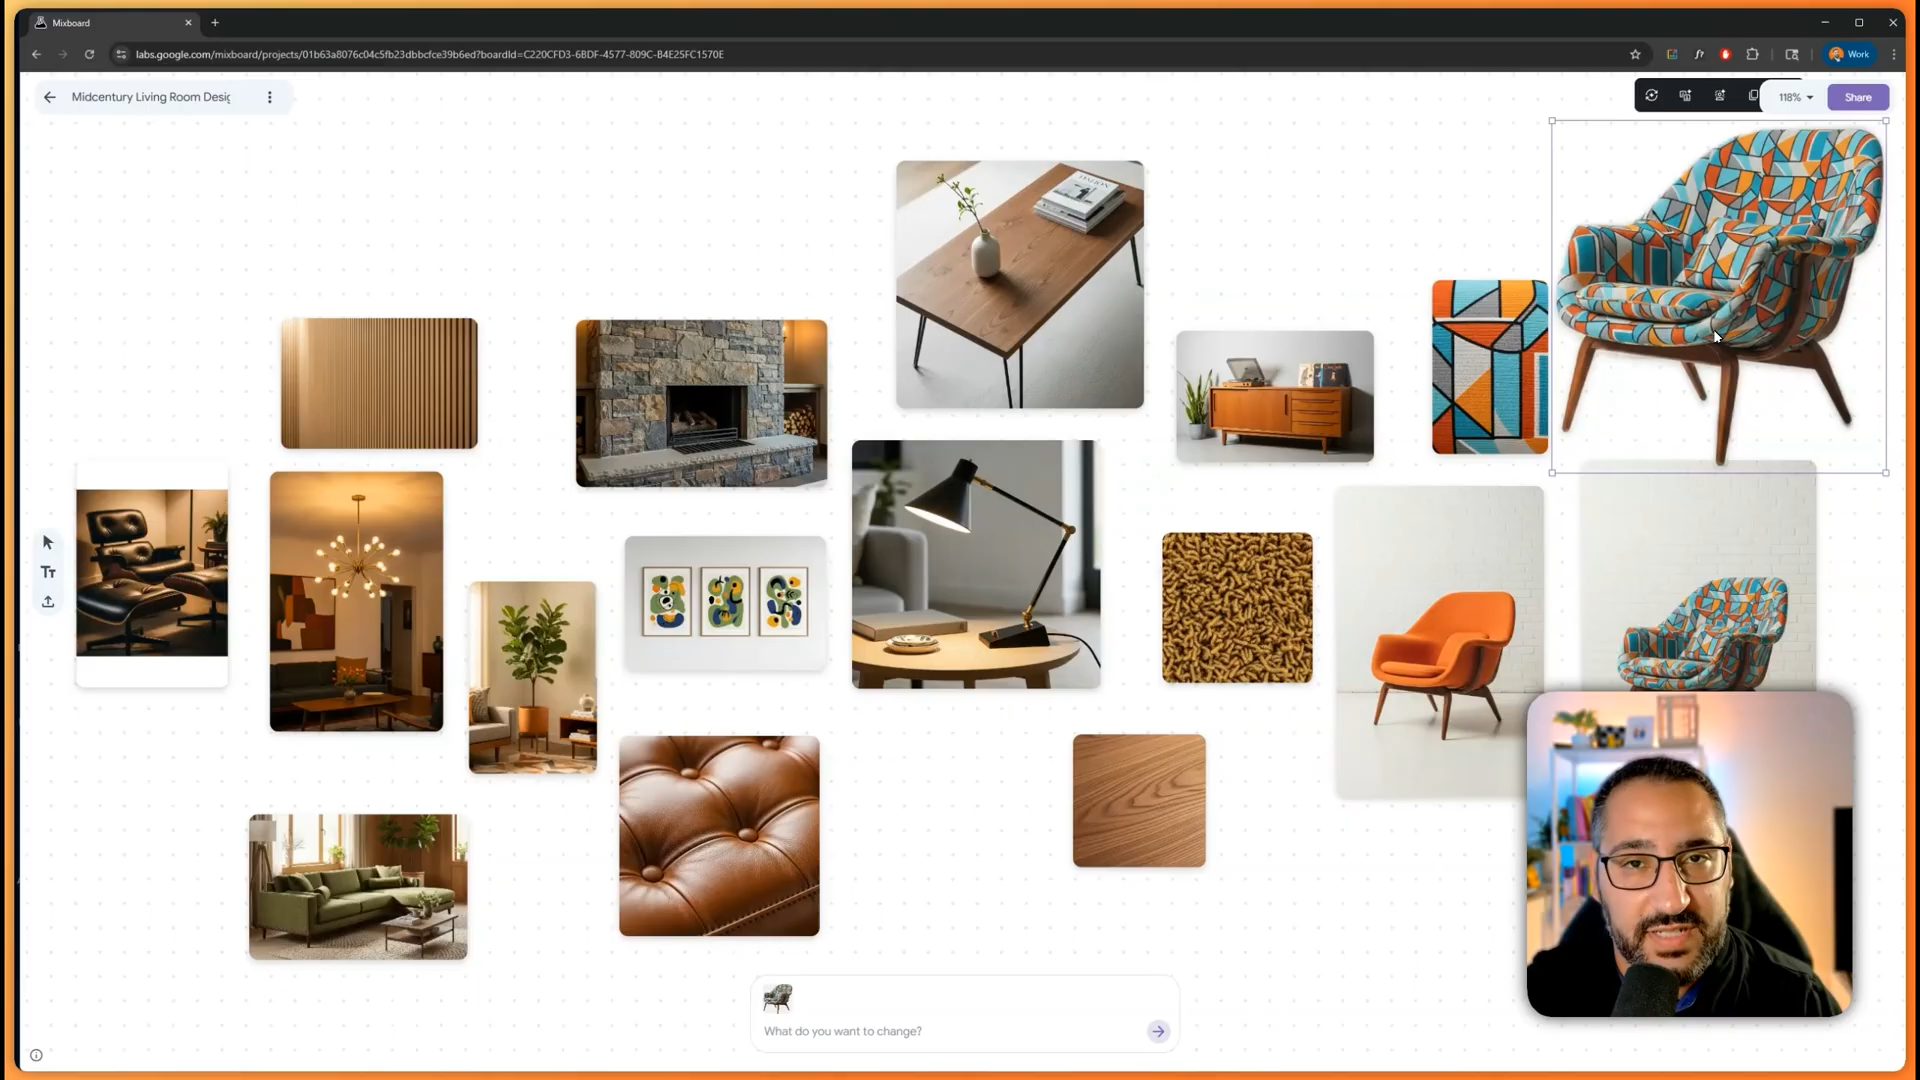 Mixboard
labs.google.com/mixboard/projects/01b63a8076c04c5fb23dbbcfce39b6ed?boardId=C220CFD3-6BDF-4577-809C-B4E25FC1570E
Work
Midcentury Living Room Desig
118%
Share
Tт
What do you want to change?